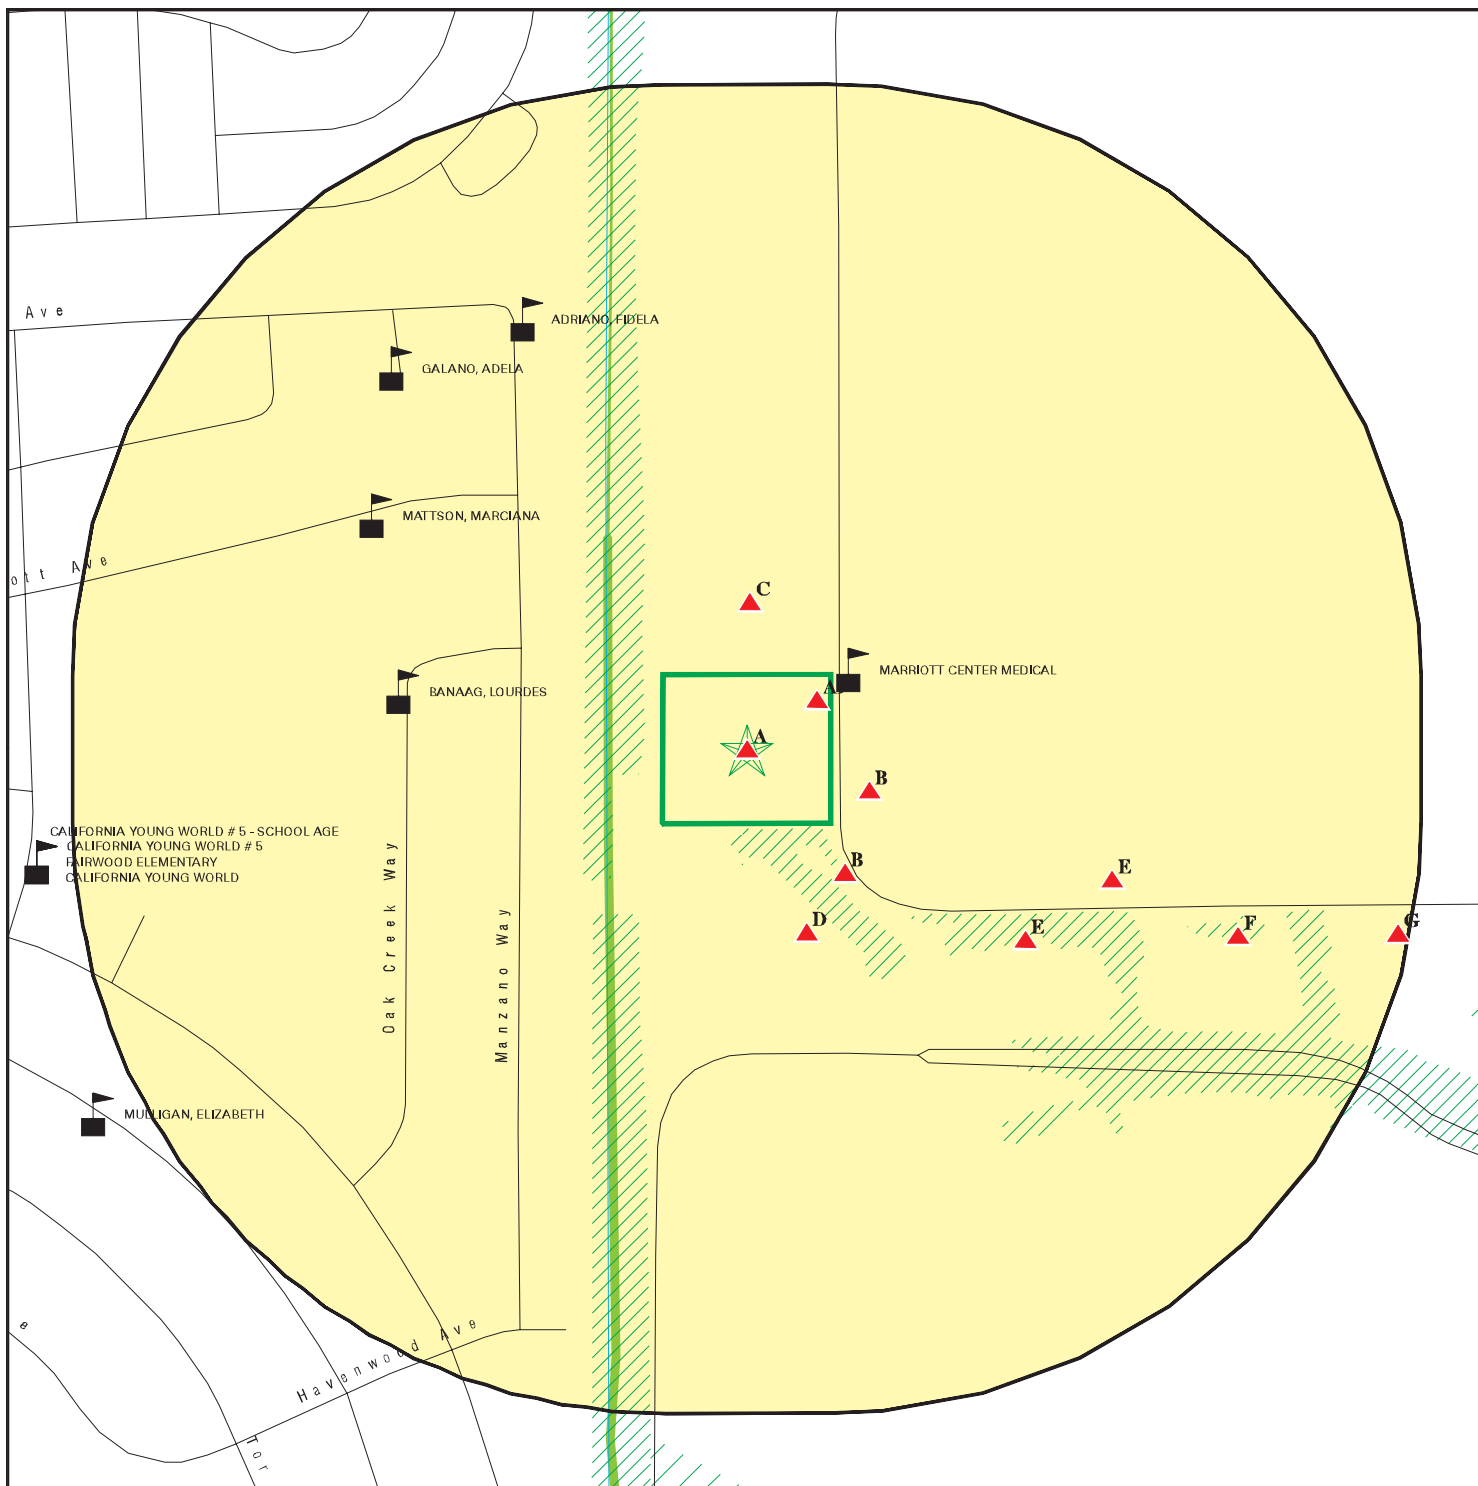 Ave
ADRIANO, FIDELA
GALANO, ADELA
MATTSON, MARCIANA
ott Ave
C
MARRIOTT CENTER MEDICAL
A
BANAAG, LOURDES
A
B
CALIFORNIA YOUNG WORLD # 5 - SCHOOL AGE
CALIFORNIA YOUNG WORLD # 5
FAIRWOOD ELEMENTARY
CALIFORNIA YOUNG WORLD
B
E
D
E
F
G
Oak Creek Way
Manzano Way
MULLIGAN, ELIZABETH
e
Havenwood Ave
Tor